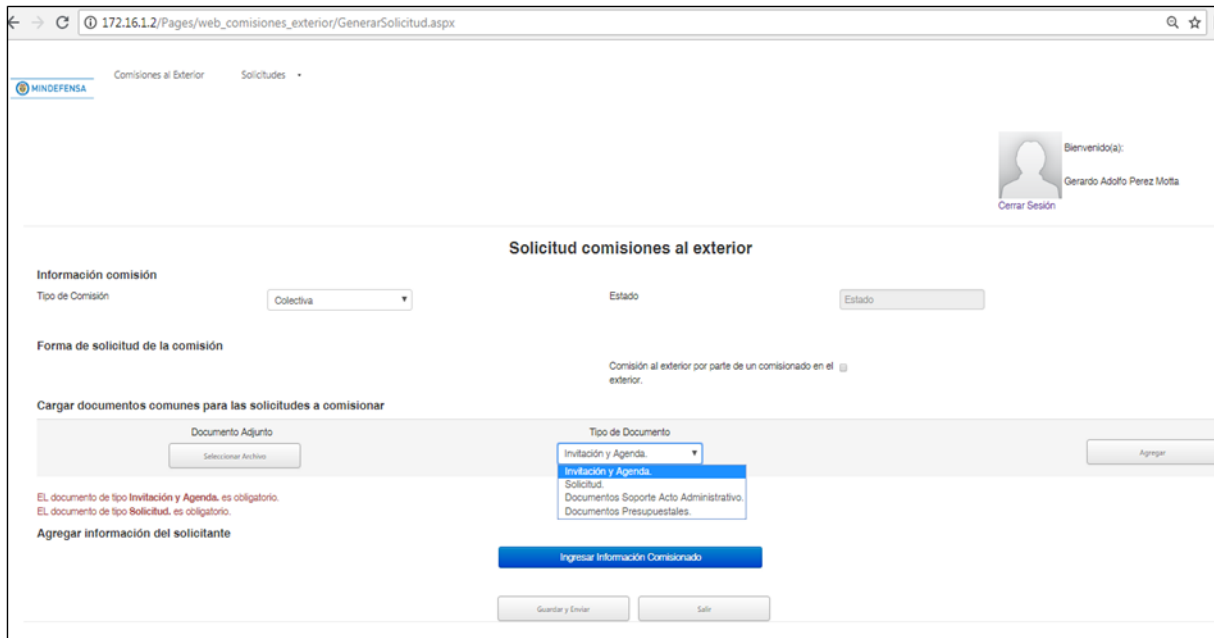 172.16.1.2/Pages/web_comisiones_exterior/GenerarSolicitud.aspx
MINDEFENSA
Comisiones al Exterior
Solicitudes
Bienvenido(a):
Gerardo Adolfo Perez Motta
Cerrar Sesión
Solicitud comisiones al exterior
Información comisión
Tipo de Comisión
Colectiva
Estado
Estado
Forma de solicitud de la comisión
Comisión al exterior por parte de un comisionado en el
exterior.
Cargar documentos comunes para las solicitudes a comisionar
Documento Adjunto
Tipo de Documento
Seleccionar Archivo
Invitación y Agenda.
Agregar
Invitación y Agenda.
Solicitud.
Documentos Soporte Acto Administrativo.
Documentos Presupuestales.
EL documento de tipo Invitación y Agenda. es obligatorio.
EL documento de tipo Solicitud. es obligatorio.
Agregar información del solicitante
Ingresar Información Comisionado
Guardar y Enviar
Salir